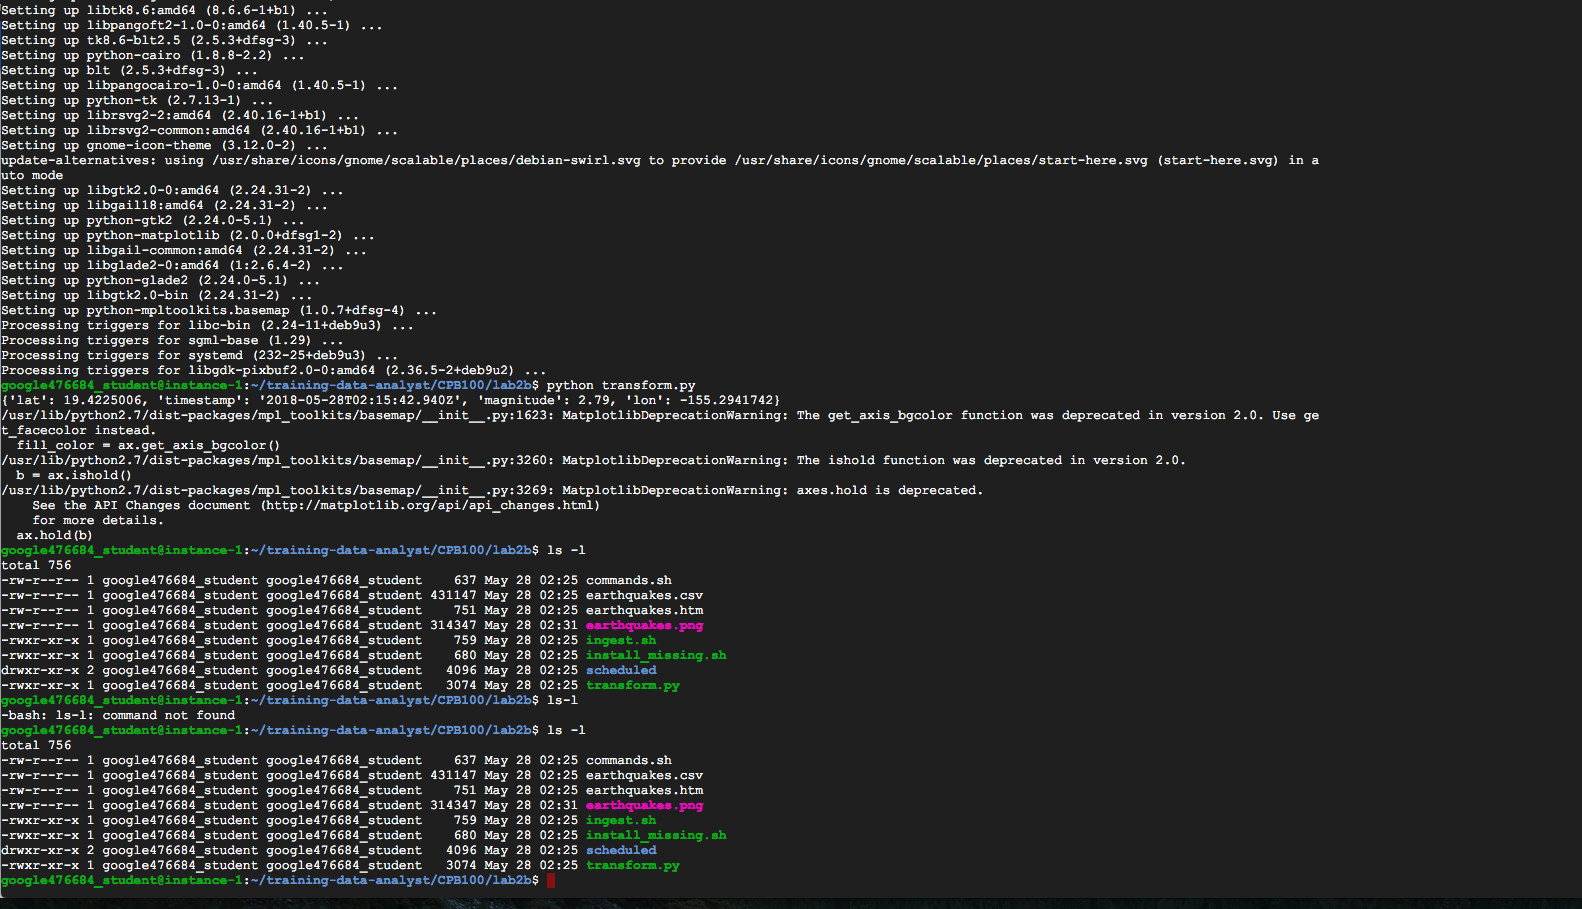 Setting up libtk8.6:amd64 (8.6.6-1+b1) ...
Setting up libpangoft2-1.0-0:amd64 (1.40.5-1) ...
Setting up tk8.6-blt2.5 (2.5.3+dfsg-3) ...
Setting up python-cairo (1.8.8-2.2) ...
Setting up blt (2.5.3+dfsg-3) ...
Setting up libpangocairo-1.0-0:amd64 (1.40.5-1) ...
Setting up python-tk (2.7.13-1) ...
Setting up librsvg2-2:amd64 (2.40.16-1+b1) ...
Setting up librsvg2-common:amd64 (2.40.16-1+b1) ...
Setting up gnome-icon-theme (3.12.0-2) ...
update-alternatives: using /usr/share/icons/gnome/scalable/places/debian-swirl.svg to provide /usr/share/icons/gnome/scalable/places/start-here.svg (start-here.svg) in a
uto mode
Setting up libgtk2.0-0:amd64 (2.24.31-2) ...
Setting up libgail18:amd64 (2.24.31-2) ...
Setting up python-gtk2 (2.24.0-5.1) ...
Setting up python-matplotlib (2.0.0+dfsg1-2) ...
Setting up libgail-common:amd64 (2.24.31-2) ...
Setting up libglade2-0:amd64 (1:2.6.4-2) ...
Setting up python-glade2 (2.24.0-5.1) ...
Setting up libgtk2.0-bin (2.24.31-2) ...
Setting up python-mpltoolkits.basemap (1.0.7+dfsg-4) ...
Processing triggers for libc-bin (2.24-11+deb9u3) ...
Processing triggers for sgml-base (1.29) ...
Processing triggers for systemd (232-25+deb9u3) ...
Processing triggers for libgdk-pixbuf2.0-0:amd64 (2.36.5-2+deb9u2) ...
google476684_student@instance-1:~/training-data-analyst/CPB100/lab2b$ python transform.py
{'lat': 19.4225006, 'timestamp': '2018-05-28T02:15:42.940Z', 'magnitude': 2.79, 'lon': -155.2941742}
/usr/lib/python2.7/dist-packages/mpl_toolkits/basemap/__init__.py:1623: MatplotlibDeprecationWarning: The get_axis_bgcolor function was deprecated in version 2.0. Use ge
t_facecolor instead.
  fill_color = ax.get_axis_bgcolor()
/usr/lib/python2.7/dist-packages/mpl_toolkits/basemap/__init__.py:3260: MatplotlibDeprecationWarning: The ishold function was deprecated in version 2.0.
  b = ax.ishold()
/usr/lib/python2.7/dist-packages/mpl_toolkits/basemap/__init__.py:3269: MatplotlibDeprecationWarning: axes.hold is deprecated.
    See the API Changes document (http://matplotlib.org/api/api_changes.html)
    for more details.
  ax.hold(b)
google476684_student@instance-1:~/training-data-analyst/CPB100/lab2b$ ls -l
total 756
-rw-r--r-- 1 google476684_student google476684_student    637 May 28 02:25 commands.sh
-rw-r--r-- 1 google476684_student google476684_student 431147 May 28 02:25 earthquakes.csv
-rw-r--r-- 1 google476684_student google476684_student    751 May 28 02:25 earthquakes.htm
-rw-r--r-- 1 google476684_student google476684_student 314347 May 28 02:31 earthquakes.png
-rwxr-xr-x 1 google476684_student google476684_student    759 May 28 02:25 ingest.sh
-rwxr-xr-x 1 google476684_student google476684_student    680 May 28 02:25 install_missing.sh
drwxr-xr-x 2 google476684_student google476684_student   4096 May 28 02:25 scheduled
-rwxr-xr-x 1 google476684_student google476684_student   3074 May 28 02:25 transform.py
google476684_student@instance-1:~/training-data-analyst/CPB100/lab2b$ ls-l
-bash: ls-l: command not found
google476684_student@instance-1:~/training-data-analyst/CPB100/lab2b$ ls -l
total 756
-rw-r--r-- 1 google476684_student google476684_student    637 May 28 02:25 commands.sh
-rw-r--r-- 1 google476684_student google476684_student 431147 May 28 02:25 earthquakes.csv
-rw-r--r-- 1 google476684_student google476684_student    751 May 28 02:25 earthquakes.htm
-rw-r--r-- 1 google476684_student google476684_student 314347 May 28 02:31 earthquakes.png
-rwxr-xr-x 1 google476684_student google476684_student    759 May 28 02:25 ingest.sh
-rwxr-xr-x 1 google476684_student google476684_student    680 May 28 02:25 install_missing.sh
drwxr-xr-x 2 google476684_student google476684_student   4096 May 28 02:25 scheduled
-rwxr-xr-x 1 google476684_student google476684_student   3074 May 28 02:25 transform.py
google476684_student@instance-1:~/training-data-analyst/CPB100/lab2b$